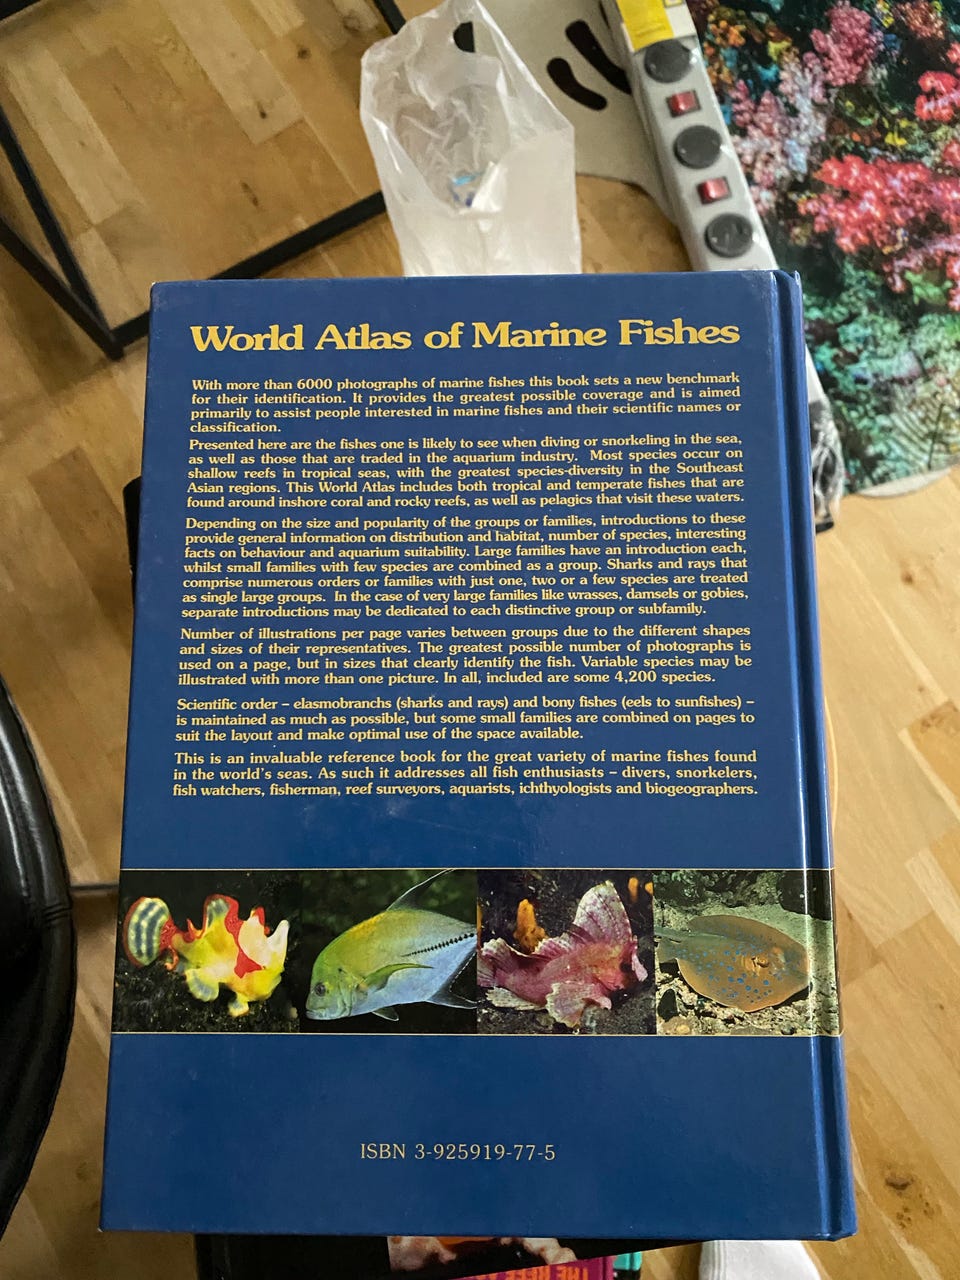 World Atlas of Marine Fishes
With more than 6000 photographs of marine fishes this book sets a new benchmark
for their identification. It provides the greatest possible coverage and is aimed
primarily to assist people interested in marine fishes and their scientific names or
classification.
Presented here are the fishes one is likely to see when diving or snorkeling in the sea,
as well as those that are traded in the aquarium industry. Most species occur on
shallow reefs in tropical seas, with the greatest species-diversity in the Southeast
Asian regions. This World Atlas includes both tropical and temperate fishes that are
found around inshore coral and rocky reefs, as well as pelagics that visit these waters.
Depending on the size and popularity of the groups or families, introductions to these
provide general information on distribution and habitat, number of species, interesting
facts on behaviour and aquarium suitability. Large families have an introduction each,
whilst small families with few species are combined as a group. Sharks and rays that
comprise numerous orders or families with just one, two or a few species are treated
as single large groups. In the case of very large families like wrasses, damsels or gobies,
separate introductions may be dedicated to each distinctive group or subfamily.
Number of illustrations per page varies between groups due to the different shapes
and sizes of their representatives. The greatest possible number of photographs is
used on a page, but in sizes that clearly identify the fish. Variable species may be
illustrated with more than one picture. In all, included are some 4,200 species.
Scientific order – elasmobranchs (sharks and rays) and bony fishes (eels to sunfishes) –
is maintained as much as possible, but some small families are combined on pages to
suit the layout and make optimal use of the space available.
This is an invaluable reference book for the great variety of marine fishes found
in the world's seas. As such it addresses all fish enthusiasts – divers, snorkelers,
fish watchers, fisherman, reef surveyors, aquarists, ichthyologists and biogeographers.
ISBN 3-925919-77-5
THE REEF